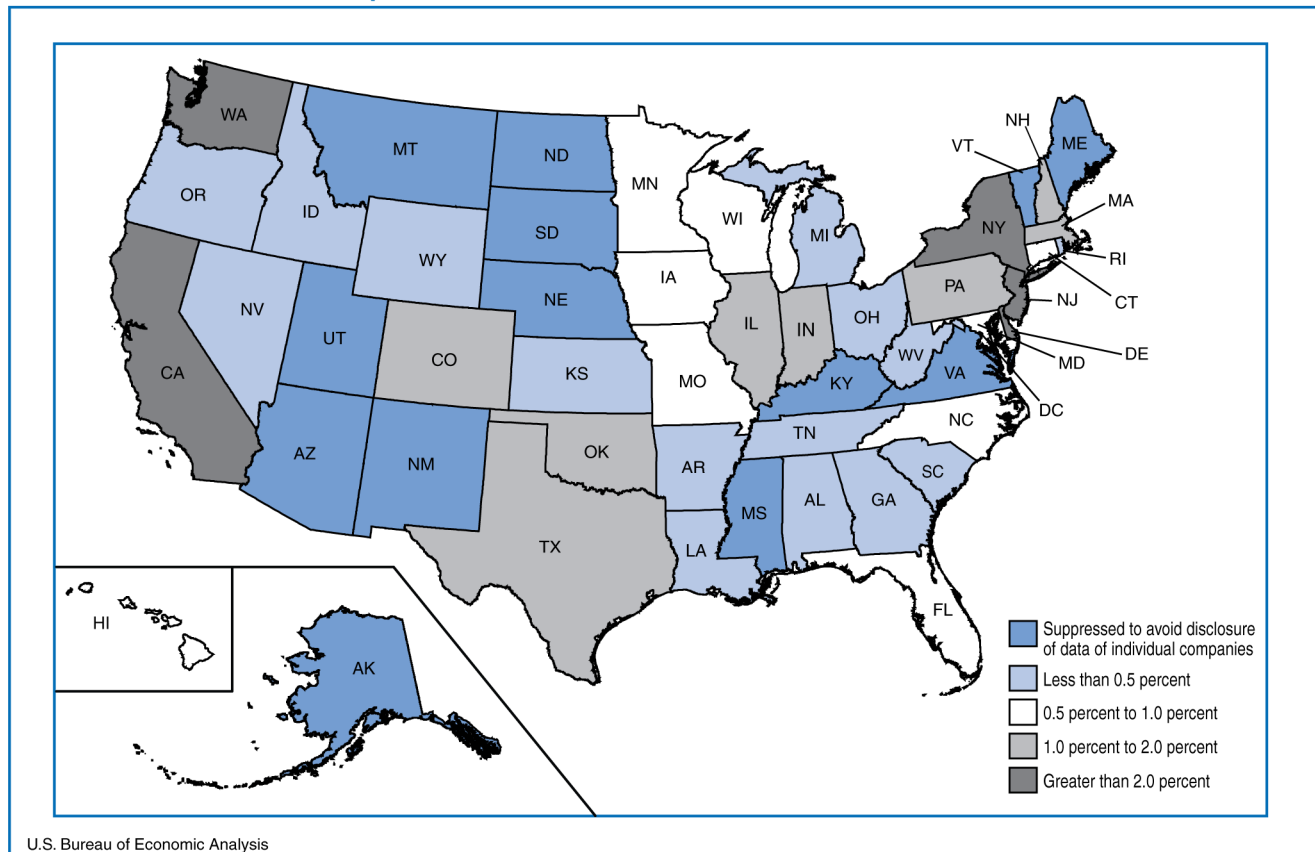 WA
MT
ND
MN
OR
ID
WY
SD
WI
MI
NH
VT
ME
MA
NY
RI
CT
NJ
PA
DE
MD
DC
NV
UT
CO
NE
IA
KS
MO
IL
IN
OH
WV
KY
VA
CA
AZ
NM
OK
AR
TN
NC
SC
MS
AL
GA
TX
LA
FL
HI
AK
Suppressed to avoid disclosure
of data of individual companies
Less than 0.5 percent
0.5 percent to 1.0 percent
1.0 percent to 2.0 percent
Greater than 2.0 percent
U.S. Bureau of Economic Analysis